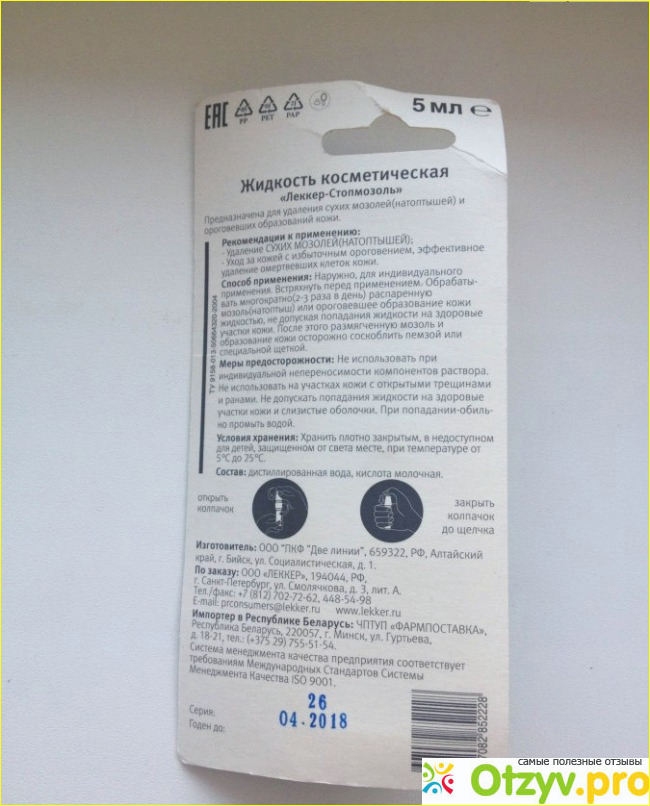 ЕАС PP PET PAP 5 мл e
Жидкость косметическая
«Леккер-Стопмозоль»
Предназначена для удаления сухих мозолей(натоптышей) и
ороговевших образований кожи.
Рекомендации к применению:
- Удаление СУХИХ МОЗОЛЕЙ(НАТОПТЫШЕЙ);
- Уход за кожей с избыточным ороговением, эффективное
удаление омертвевших клеток кожи.
Способ применения: Наружно, для индивидуального
применения. Встряхнуть перед применением. Обрабаты-
вать многократно(2-3 раза в день) распаренную
мозоль(натоптыш) или ороговевшее образование кожи
жидкостью, не допуская попадания жидкости на здоровые
участки кожи. После этого размягченную мозоль и
образование кожи осторожно соскоблить пемзой или
специальной щеткой.
Меры предосторожности: Не использовать при
индивидуальной непереносимости компонентов раствора.
Не использовать на участках кожи с открытыми трещинами
и ранами. Не допускать попадания жидкости на здоровые
участки кожи и слизистые оболочки. При попадании-обиль-
но промыть водой.
Условия хранения: Хранить плотно закрытым, в недоступном
для детей, защищенном от света месте, при температуре от
5°С до 25°С.
Состав: дистиллированная вода, кислота молочная.
ТУ 9158-013-55664320-2004
открыть
колпачок
закрыть
колпачок
до щелчка
Изготовитель: ООО "ПКФ "Две линии", 659322, РФ, Алтайский
край, г. Бийск, ул. Социалистическая, д. 1.
По заказу: ООО «ЛЕККЕР», 194044, РФ,
г. Санкт-Петербург, ул. Смолячкова, д. 3, лит. А.
Тел./факс: +7 (812) 702-72-62, 448-54-98
E-mail: prconsumers@lekker.ru www.lekker.ru
Импортер в Республике Беларусь: ЧПТУП «ФАРМПОСТАВКА»,
Республика Беларусь, 220057, г. Минск, ул. Гуртьева,
д. 18-21, тел.: (+375 29) 755-51-54.
Система менеджмента качества предприятия соответствует
требованиям Международных Стандартов Системы
Менеджмента Качества ISO 9001.
Серия: 26
Годен до: 04.2018
7082"852228
самые полезные отзывы
Otzyv.pro